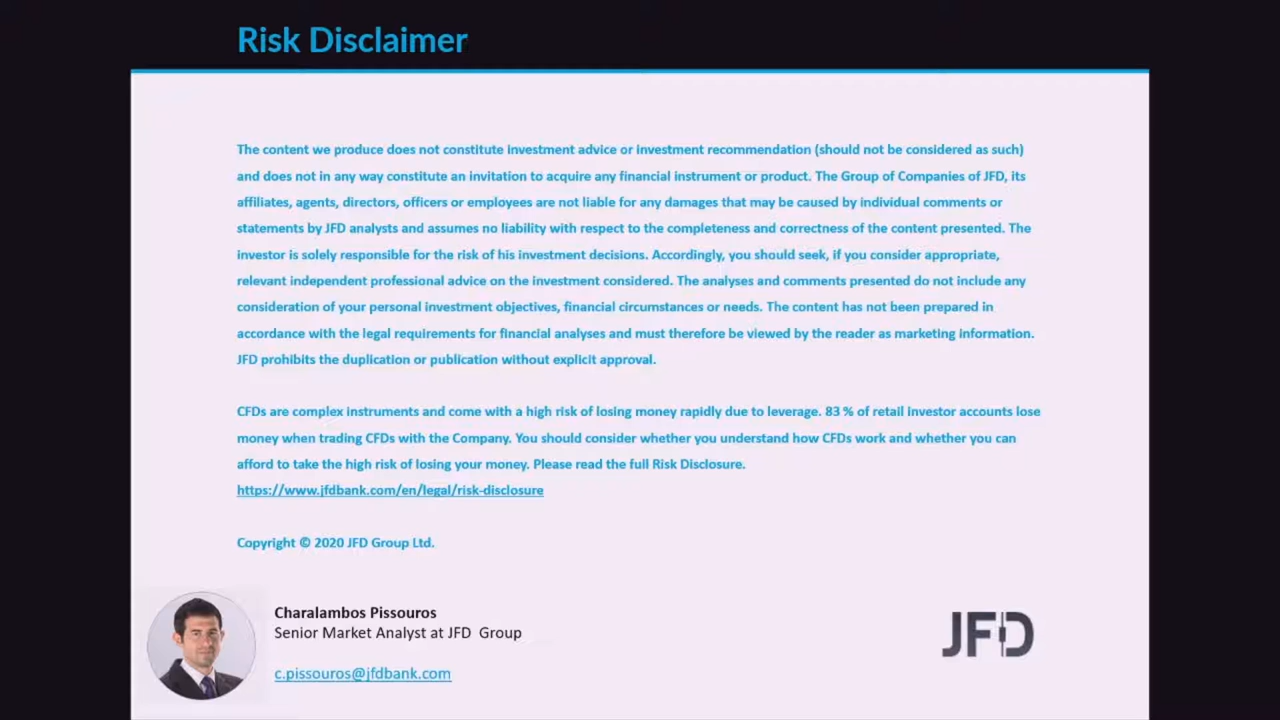 Risk Disclaimer
The content we produce does not constitute investment advice or investment recommendation (should not be considered as such)
and does not in any way constitute an invitation to acquire any financial instrument or product. The Group of Companies of JFD, its
affiliates, agents, directors, officers or employees are not liable for any damages that may be caused by individual comments or
statements by JFD analysts and assumes no liability with respect to the completeness and correctness of the content presented. The
investor is solely responsible for the risk of his investment decisions. Accordingly, you should seek, if you consider appropriate,
relevant independent professional advice on the investment considered. The analyses and comments presented do not include any
consideration of your personal investment objectives, financial circumstances or needs. The content has not been prepared in
accordance with the legal requirements for financial analyses and must therefore be viewed by the reader as marketing information.
JFD prohibits the duplication or publication without explicit approval.
CFDs are complex instruments and come with a high risk of losing money rapidly due to leverage. 83 % of retail investor accounts lose
money when trading CFDs with the Company. You should consider whether you understand how CFDs work and whether you can
afford to take the high risk of losing your money. Please read the full Risk Disclosure.
https://www.jfdbank.com/en/legal/risk-disclosure
Copyright © 2020 JFD Group Ltd.
Charalambos Pissouros
Senior Market Analyst at JFD Group
c.pissouros@jfdbank.com
JFD